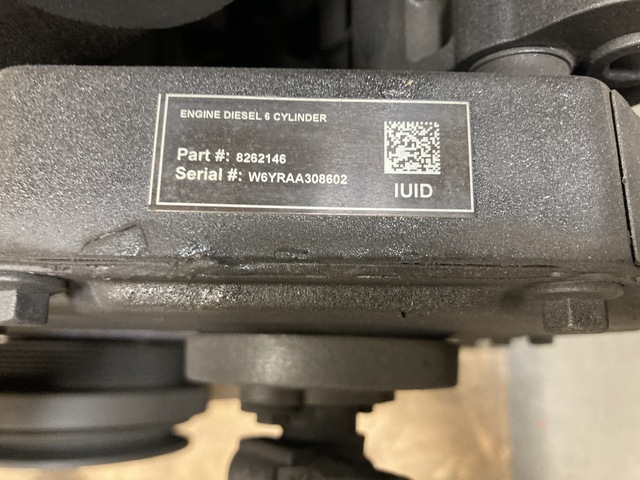 ENGINE DIESEL 6 CYLINDER
Part #: 8262146
Serial #: W6YRAA308602
IUID